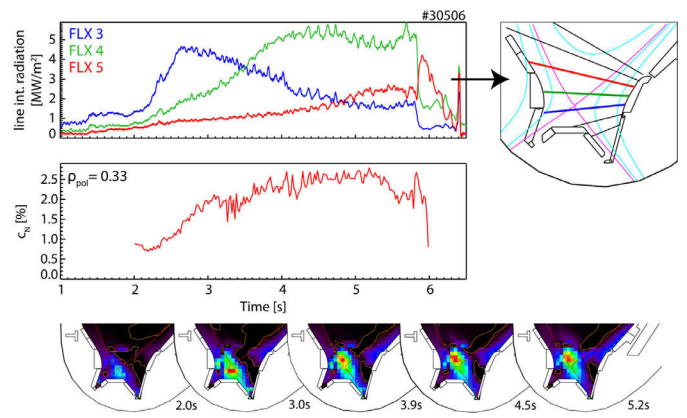 #30506
FLX 3
FLX 4
FLX 5
line int. radiation
[MW/m²]
5
4
3
2
1
0
ρpol= 0.33
cN [%]
2.5
2.0
1.5
1.0
0.5
0.0
1 2 3 4 5 6
Time [s]
2.0s 3.0s 3.9s 4.5s 5.2s